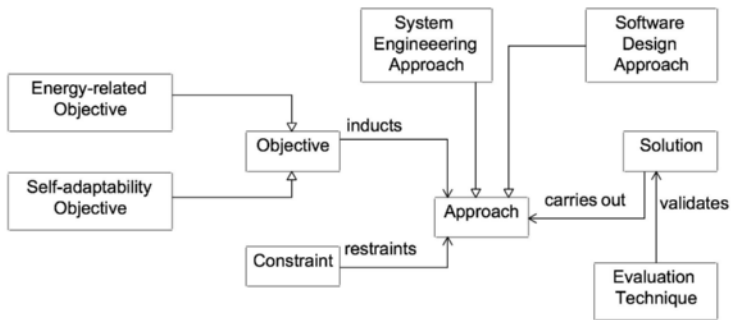 System
Engineeering
Approach
Software
Design
Approach
Energy-related
Objective
inducts
Objective
Solution
Self-adaptability
Objective
Approach
carries out
validates
restraints
Constraint
Evaluation
Technique